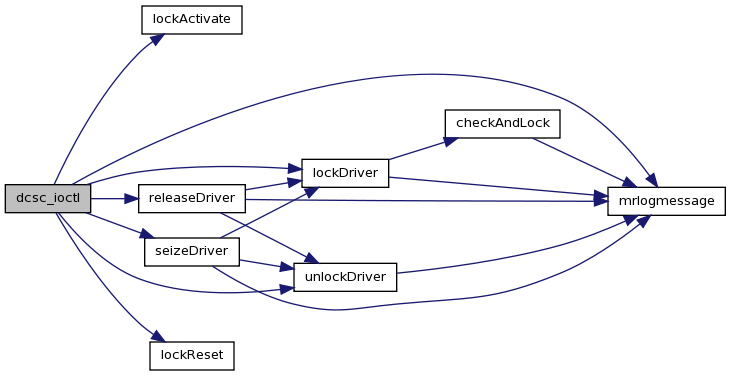 lockActivate
checkAndLock
lockDriver
dcsc_ioctl
releaseDriver
mrlogmessage
seizeDriver
unlockDriver
lockReset